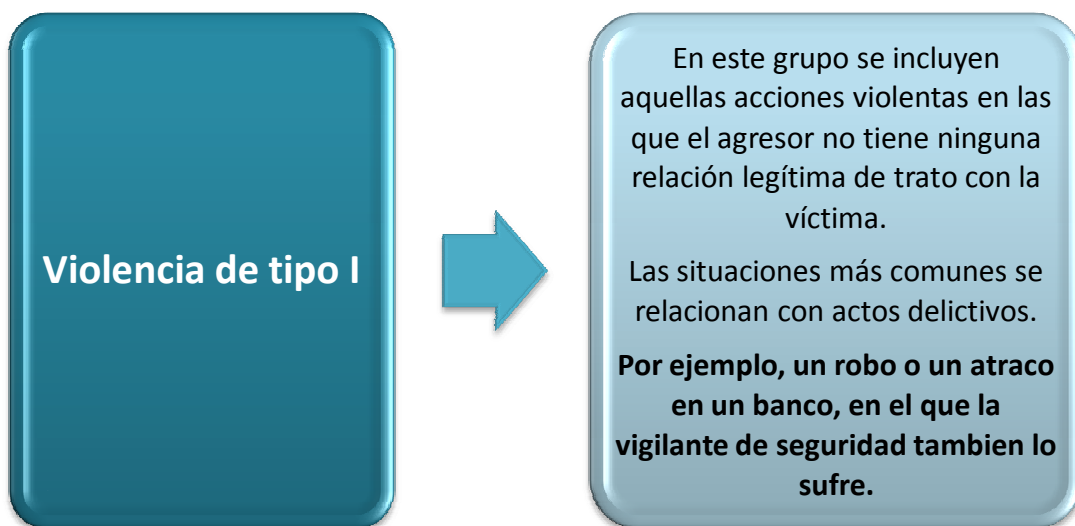 Violencia de tipo I
En este grupo se incluyen
aquellas acciones violentas en las
que el agresor no tiene ninguna
relación legítima de trato con la
víctima.
Las situaciones más comunes se
relacionan con actos delictivos.
Por ejemplo, un robo o un atraco
en un banco, en el que la
vigilante de seguridad tambien lo
sufre.